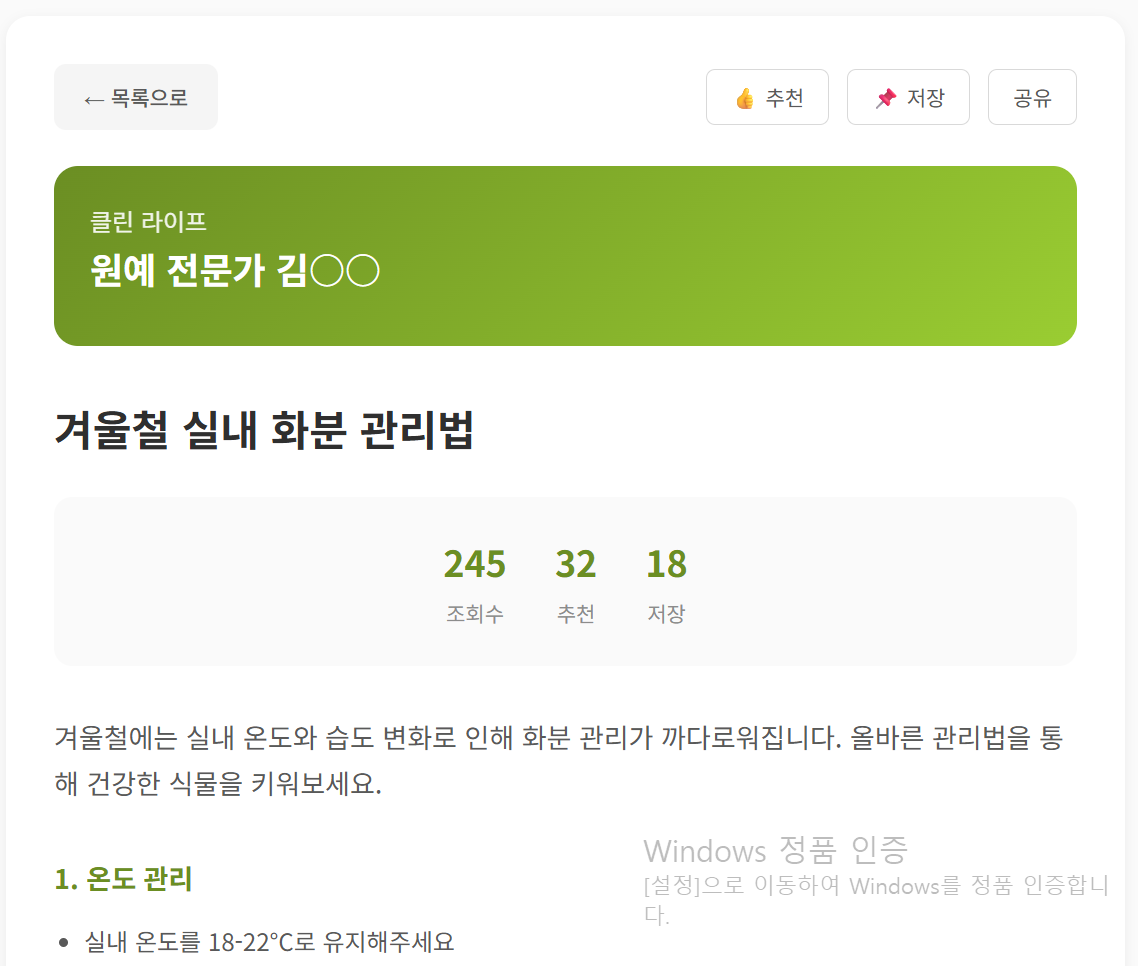 ← 목록으로
👍 추천
📌 저장
공유
클린 라이프
원예 전문가 김○○
겨울철 실내 화분 관리법
245
32
18
조회수
추천
저장
겨울철에는 실내 온도와 습도 변화로 인해 화분 관리가 까다로워집니다. 올바른 관리법을 통
해 건강한 식물을 키워보세요.
Windows 정품 인증
[설정]으로 이동하여 Windows를 정품 인증합니
다.
1. 온도 관리
• 실내 온도를 18-22°C로 유지해주세요